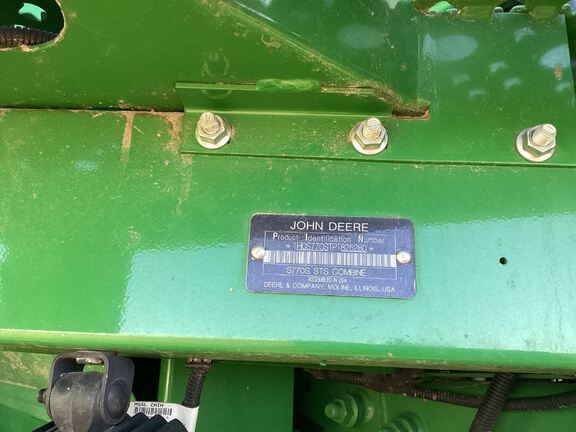 JOHN DEERE
Product Identification Number
*1H0S770STPT825280*
S770S STS COMBINE
ASSEMBLED IN USA
DEERE & COMPANY, MOLINE, ILLINOIS, USA